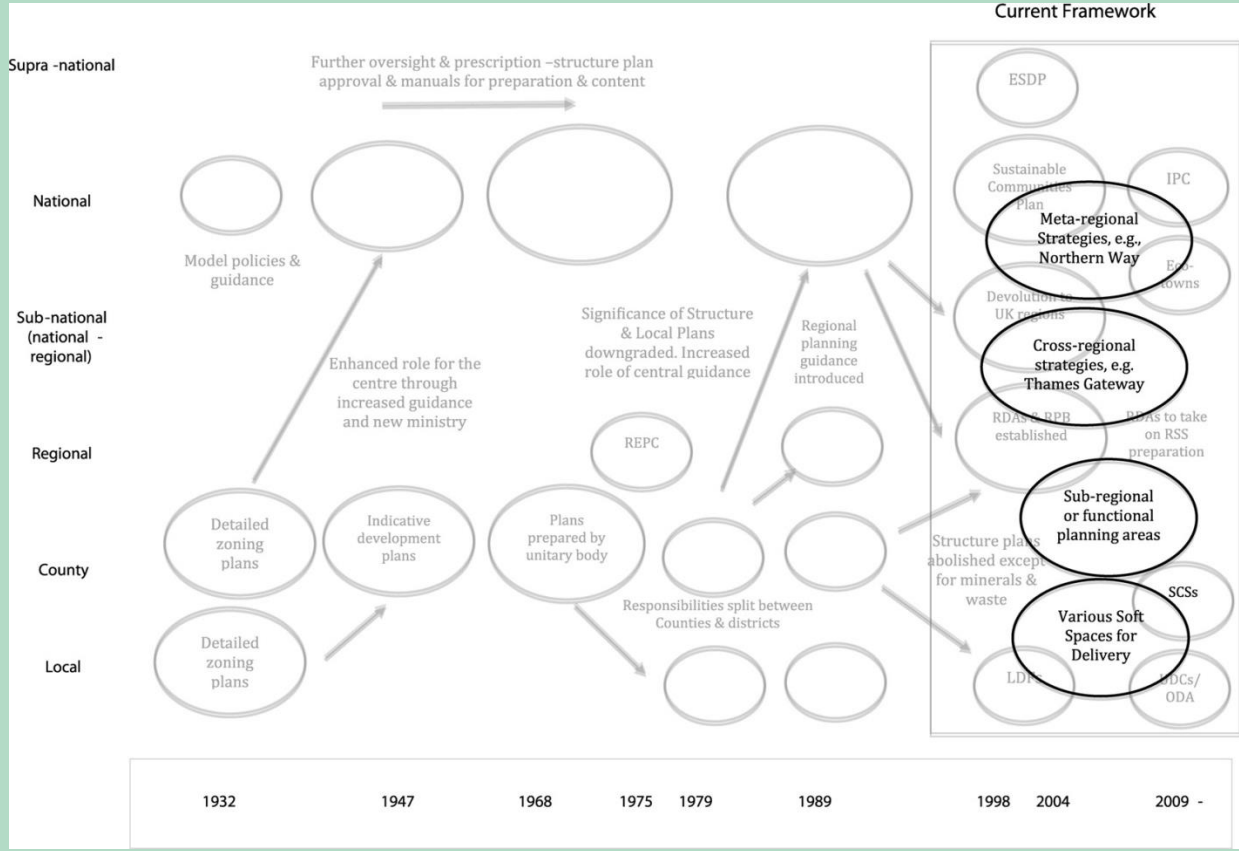 Current Framework
Supra -national
Further oversight & prescription –structure plan
approval & manuals for preparation & content
ESDP
National
Model policies &
guidance
Sustainable
Communities
Plan
IPC
Meta-regional
Strategies, e.g.,
Northern Way
Eco-
towns
Sub-national
(national -
regional)
Enhanced role for the
centre through
increased guidance
and new ministry
Significance of Structure
& Local Plans
downgraded. Increased
role of central guidance
Regional
planning
guidance
introduced
Devolution to
UK regions
Cross-regional
strategies, e.g.
Thames Gateway
Regional
REPC
RDAs & RPB
established
RDAs to take
on RSS
preparation
County
Detailed
zoning
plans
Indicative
development
plans
Plans
prepared by
unitary body
Responsibilities split between
Counties & districts
Structure plans
abolished except
for minerals &
waste
Sub-regional
or functional
planning areas
SCSs
Local
Detailed
zoning
plans
Various Soft
Spaces for
Delivery
LDFs
UDCs/
ODA
1932
1947
1968
1975
1979
1989
1998
2004
2009 -